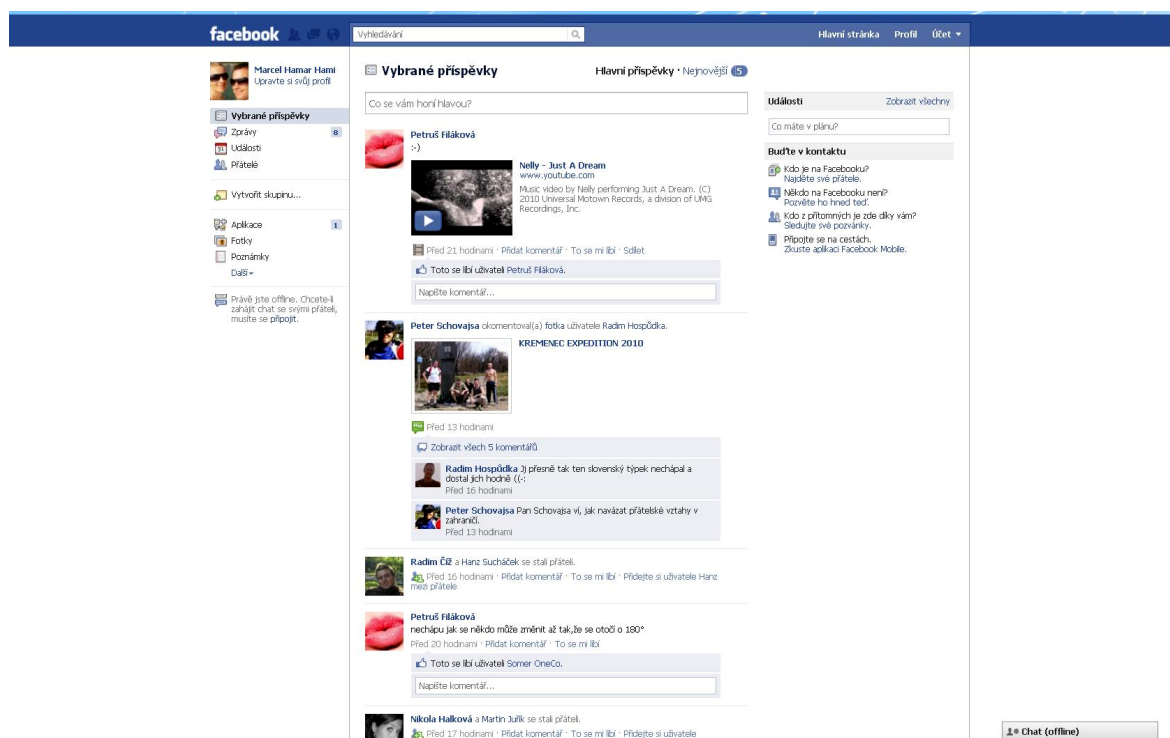 facebook
Vyhledávání
Hlavní stránka Profil Účet
Marcel Hamar Hami
Upravte si svůj profil
Vybrané příspěvky
Zprávy 8
31 Události
Přátelé
Vytvořit skupinu...
Aplikace 1
Fotky
Poznámky
Další
Právě jste offline. Chcete-li
zahájit chat se svými přáteli,
musíte se připojit.
Vybrané příspěvky
Hlavní příspěvky · Nejnovější 5
Co se vám honí hlavou?
Petruš Filáková
:-)
Nelly - Just A Dream
www.youtube.com
Music video by Nelly performing Just A Dream. (C)
2010 Universal Motown Records, a division of UMG
Recordings, Inc.
Před 21 hodinami · Přidat komentář · To se mi líbí · Sdílet
Toto se líbí uživateli Petruš Filáková.
Napište komentář...
Peter Schovajsa okomentoval(a) fotka uživatele Radim Hospůdka.
KREMENEC EXPEDITION 2010
Před 13 hodinami
Zobrazit všech 5 komentářů
Radim Hospůdka Jj přesně tak ten slovenský týpek nechápal a
dostal jich hodně ((-:
Před 16 hodinami
Peter Schovajsa Pan Schovajsa ví, jak navázat přátelské vztahy v
zahraničí.
Před 13 hodinami
Radim Číž a Hanz Sucháček se stali přáteli.
Před 16 hodinami · Přidat komentář · To se mi líbí · Přidejte si uživatele Hanz
mezi přátele
Petruš Filáková
nechápu jak se někdo může změnit až tak,že se otočí o 180°
Před 20 hodinami · Přidat komentář · To se mi líbí
Toto se líbí uživateli Somer OneCo.
Napište komentář...
Nikola Halková a Martin Juřík se stali přáteli.
Před 17 hodinami · Přidat komentář · To se mi líbí · Přidejte si uživatele
Události Zobrazit všechny
Co máte v plánu?
Buďte v kontaktu
Kdo je na Facebooku?
Najděte své přátele.
Někdo na Facebooku není?
Pozvěte ho hned teď.
Kdo z přítomných je zde díky vám?
Sledujte své pozvánky.
Připojte se na cestách.
Zkuste aplikaci Facebook Mobile.
Chat (offline)